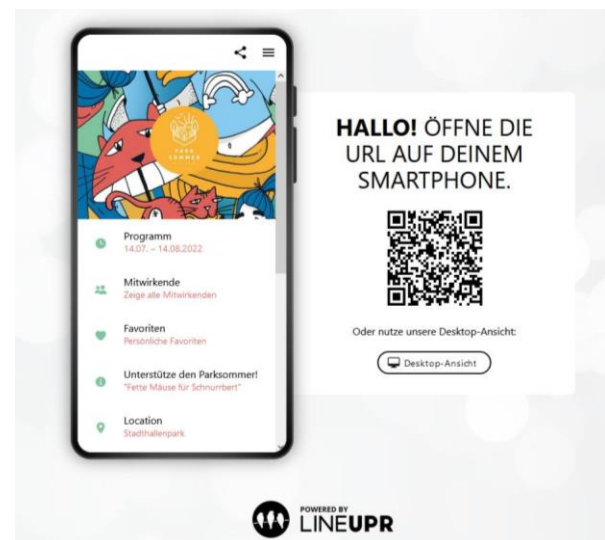 PARK
SOMMER
Programm
14.07. – 14.08.2022
Mitwirkende
Zeige alle Mitwirkenden
Favoriten
Persönliche Favoriten
Unterstütze den Parksommer!
"Fette Mäuse für Schnurrbert"
Location
Stadthallenpark
HALLO! ÖFFNE DIE
URL AUF DEINEM
SMARTPHONE.
Oder nutze unsere Desktop-Ansicht:
Desktop-Ansicht
POWERED BY
LINEUPR